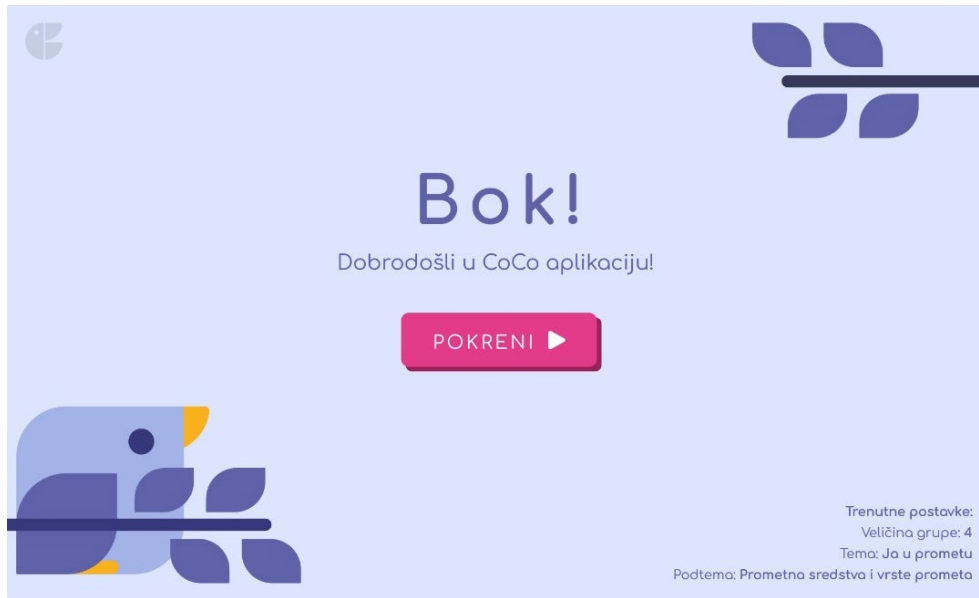 Bok!
Dobrodošli u CoCo aplikaciju!
POKRENI
Trenutne postavke:
Veličina grupe: 4
Tema: Ja u prometu
Podtema: Prometna sredstva i vrste prometa